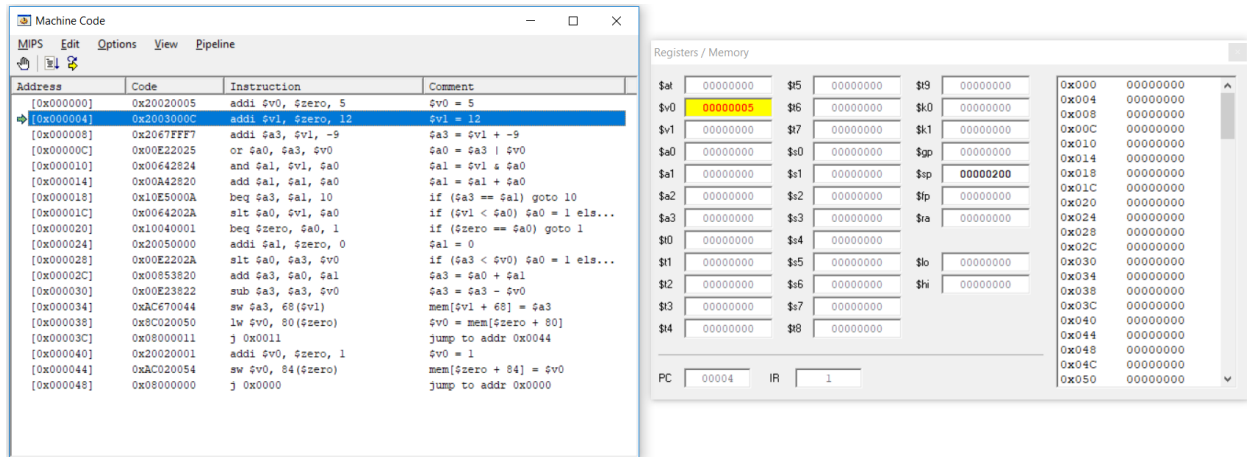 Machine Code
MIPS Edit Options View Pipeline
Address Code Instruction Comment
[0x000000] 0x20020005 addi $v0, $zero, 5 $v0 = 5
[0x000004] 0x2003000C addi $v1, $zero, 12 $v1 = 12
[0x000008] 0x2067FFF7 addi $a3, $v1, -9 $a3 = $v1 + -9
[0x00000C] 0x00E22025 or $a0, $a3, $v0 $a0 = $a3 | $v0
[0x000010] 0x00642824 and $a1, $v1, $a0 $a1 = $v1 & $a0
[0x000014] 0x00A42820 add $a1, $a1, $a0 $a1 = $a1 + $a0
[0x000018] 0x10E5000A beq $a3, $a1, 10 if ($a3 == $a1) goto 10
[0x00001C] 0x0064202A slt $a0, $v1, $a0 if ($v1 < $a0) $a0 = 1 els...
[0x000020] 0x10040001 beq $zero, $a0, 1 if ($zero == $a0) goto 1
[0x000024] 0x20050000 addi $a1, $zero, 0 $a1 = 0
[0x000028] 0x00E2202A slt $a0, $a3, $v0 if ($a3 < $v0) $a0 = 1 els...
[0x00002C] 0x00853820 add $a3, $a0, $a1 $a3 = $a0 + $a1
[0x000030] 0x00E23822 sub $a3, $a3, $v0 $a3 = $a3 - $v0
[0x000034] 0xAC670044 sw $a3, 68($v1) mem[$v1 + 68] = $a3
[0x000038] 0x8C020050 lw $v0, 80($zero) $v0 = mem[$zero + 80]
[0x00003C] 0x08000011 j 0x0011 jump to addr 0x0044
[0x000040] 0x20020001 addi $v0, $zero, 1 $v0 = 1
[0x000044] 0xAC020054 sw $v0, 84($zero) mem[$zero + 84] = $v0
[0x000048] 0x08000000 j 0x0000 jump to addr 0x0000
Registers / Memory
$at 00000000 $t5 00000000 $t9 00000000
$v0 00000005 $t6 00000000 $k0 00000000
$v1 00000000 $t7 00000000 $k1 00000000
$a0 00000000 $s0 00000000 $gp 00000000
$a1 00000000 $s1 00000000 $sp 00000200
$a2 00000000 $s2 00000000 $fp 00000000
$a3 00000000 $s3 00000000 $ra 00000000
$t0 00000000 $s4 00000000
$t1 00000000 $s5 00000000 $lo 00000000
$t2 00000000 $s6 00000000 $hi 00000000
$t3 00000000 $s7 00000000
$t4 00000000 $t8 00000000
PC 00004 IR 1
0x000 00000000
0x004 00000000
0x008 00000000
0x00C 00000000
0x010 00000000
0x014 00000000
0x018 00000000
0x01C 00000000
0x020 00000000
0x024 00000000
0x028 00000000
0x02C 00000000
0x030 00000000
0x034 00000000
0x038 00000000
0x03C 00000000
0x040 00000000
0x044 00000000
0x048 00000000
0x04C 00000000
0x050 00000000